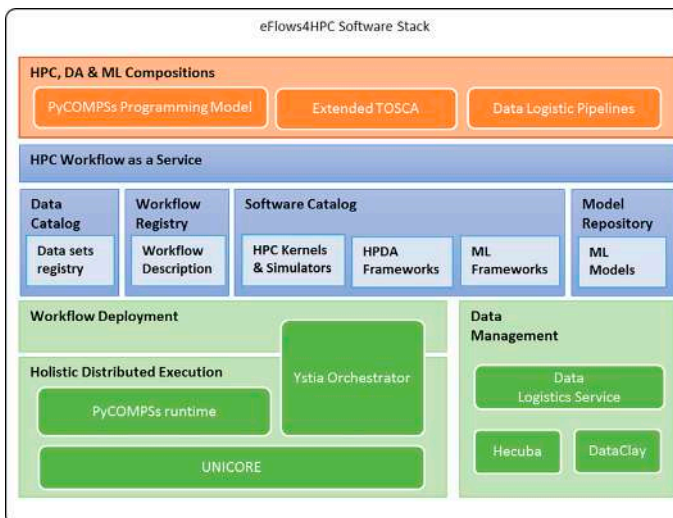 eFlows4HPC Software Stack
HPC, DA & ML Compositions
PyCOMPSs Programming Model
Extended TOSCA
Data Logistic Pipelines
HPC Workflow as a Service
Data
Catalog
Data sets
registry
Workflow
Registry
Workflow
Description
Software Catalog
HPC Kernels
& Simulators
HPDA
Frameworks
ML
Frameworks
Model
Repository
ML
Models
Workflow Deployment
Ystia Orchestrator
Holistic Distributed Execution
PyCOMPSs runtime
UNICORE
Data
Management
Data
Logistics Service
Hecuba
DataClay